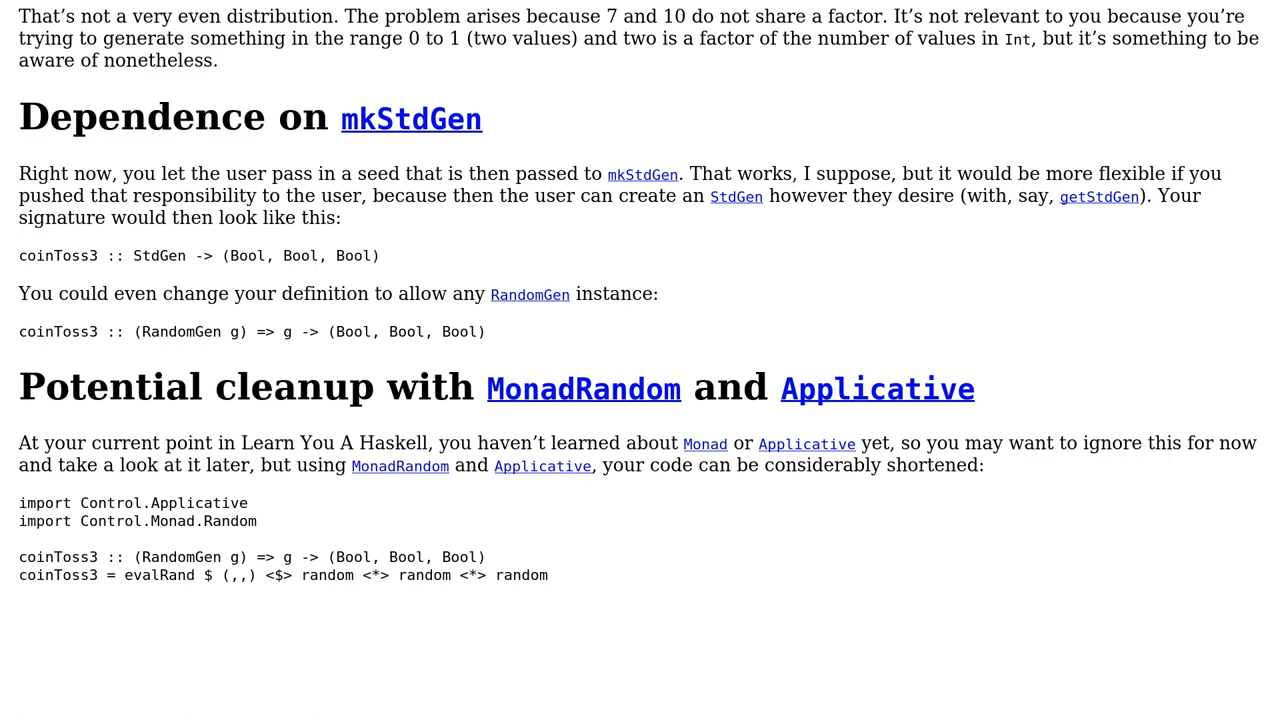 That’s not a very even distribution. The problem arises because 7 and 10 do not share a factor. It’s not relevant to you because you’re
trying to generate something in the range 0 to 1 (two values) and two is a factor of the number of values in Int, but it’s something to be
aware of nonetheless.
Dependence on mkStdGen
Right now, you let the user pass in a seed that is then passed to mkStdGen. That works, I suppose, but it would be more flexible if you
pushed that responsibility to the user, because then the user can create an StdGen however they desire (with, say, getStdGen). Your
signature would then look like this:
coinToss3 :: StdGen -> (Bool, Bool, Bool)
You could even change your definition to allow any RandomGen instance:
coinToss3 :: (RandomGen g) => g -> (Bool, Bool, Bool)
Potential cleanup with MonadRandom and Applicative
At your current point in Learn You A Haskell, you haven’t learned about Monad or Applicative yet, so you may want to ignore this for now
and take a look at it later, but using MonadRandom and Applicative, your code can be considerably shortened:
import Control.Applicative
import Control.Monad.Random
coinToss3 :: (RandomGen g) => g -> (Bool, Bool, Bool)
coinToss3 = evalRand $ (,,) <$> random <*> random <*> random